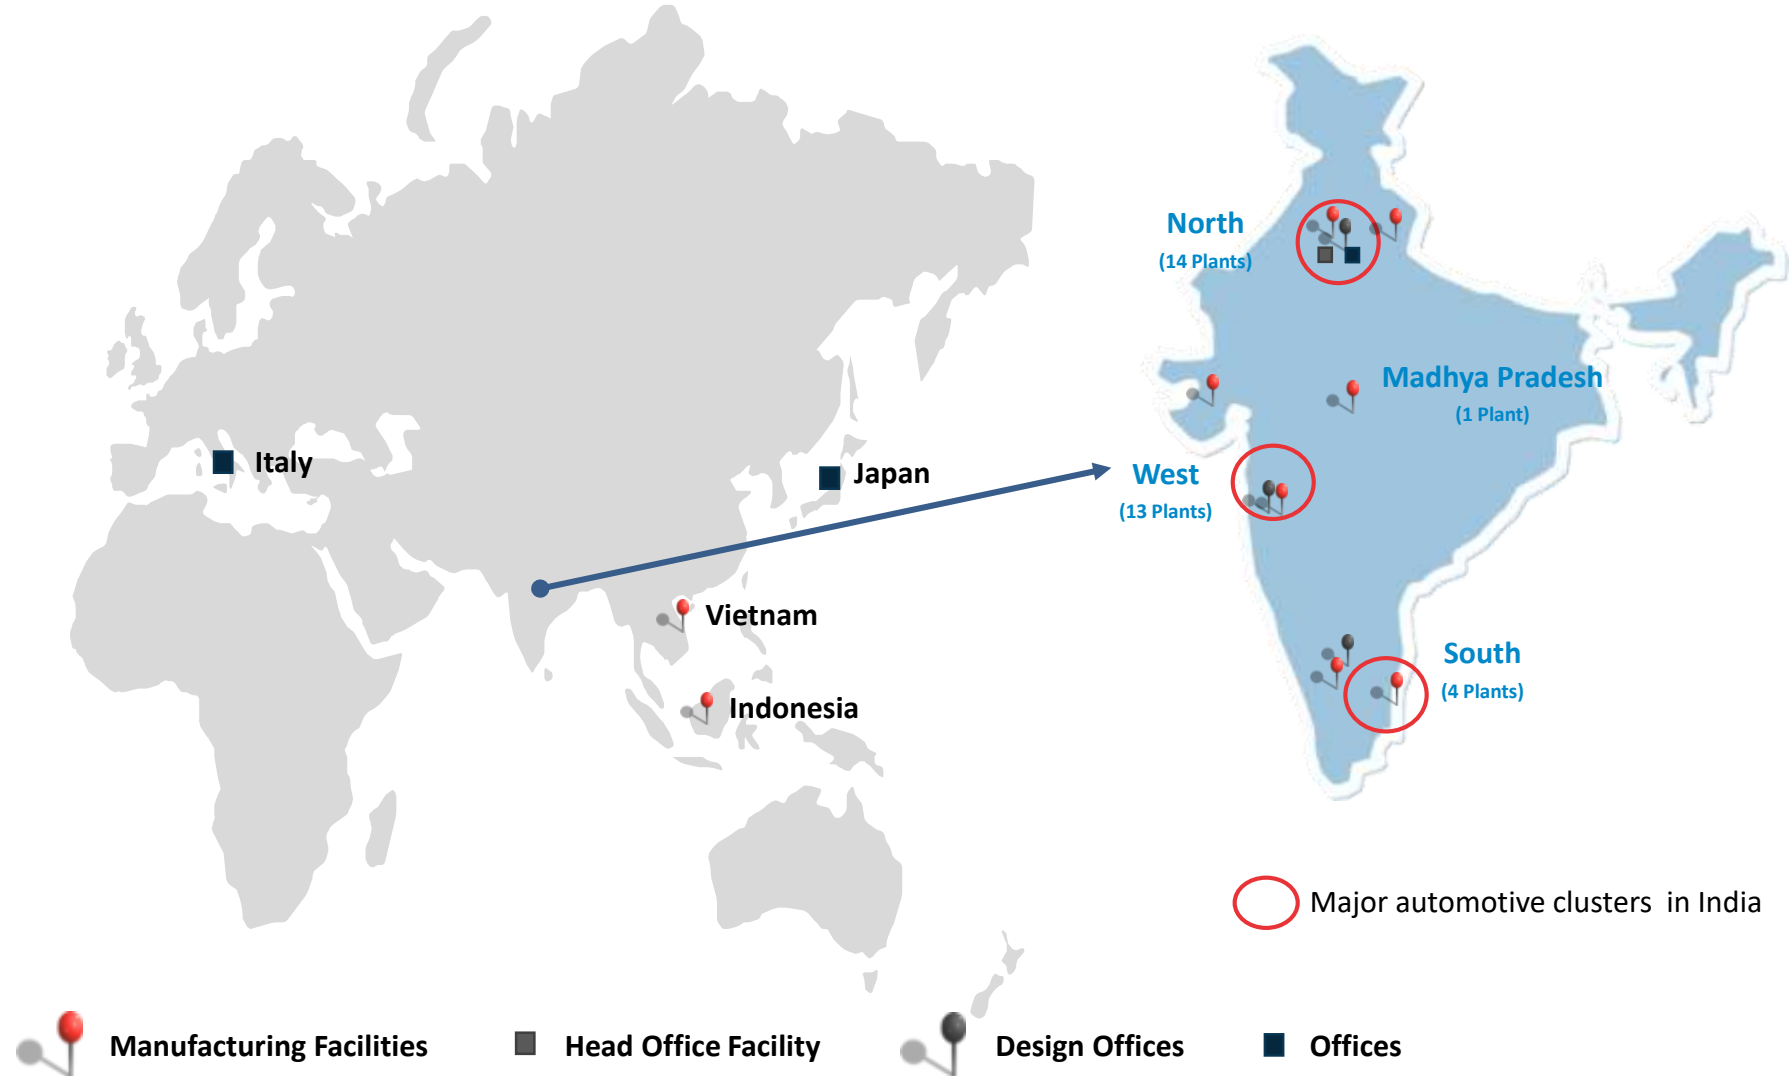 North
(14 Plants)
Madhya Pradesh
(1 Plant)
Italy
Japan
West
(13 Plants)
Vietnam
South
(4 Plants)
Indonesia
Major automotive clusters in India
Manufacturing Facilities
Head Office Facility
Design Offices
Offices